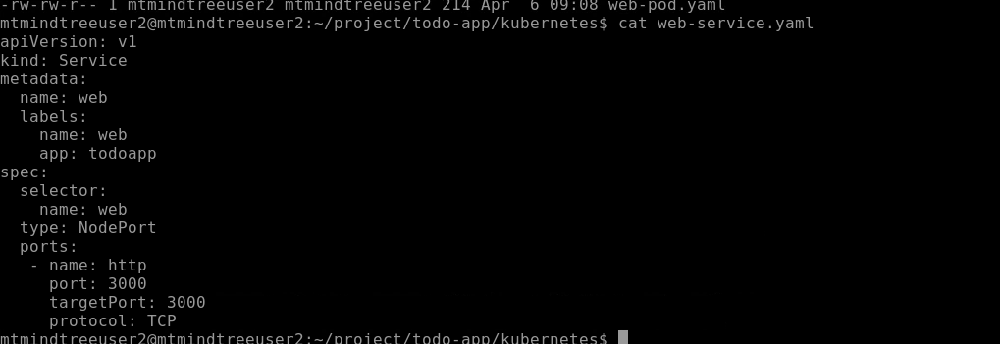 -rw-rw-r-- 1 mtmindtreeuser2 mtmindtreeuser2 214 Apr  6 09:08 web-pod.yaml
mtmindtreeuser2@mtmindtreeuser2:~/project/todo-app/kubernetes$ cat web-service.yaml
apiVersion: v1
kind: Service
metadata:
  name: web
  labels:
    name: web
    app: todoapp
spec:
  selector:
    name: web
  type: NodePort
  ports:
   - name: http
     port: 3000
     targetPort: 3000
     protocol: TCP
mtmindtreeuser2@mtmindtreeuser2:~/project/todo-app/kubernetes$